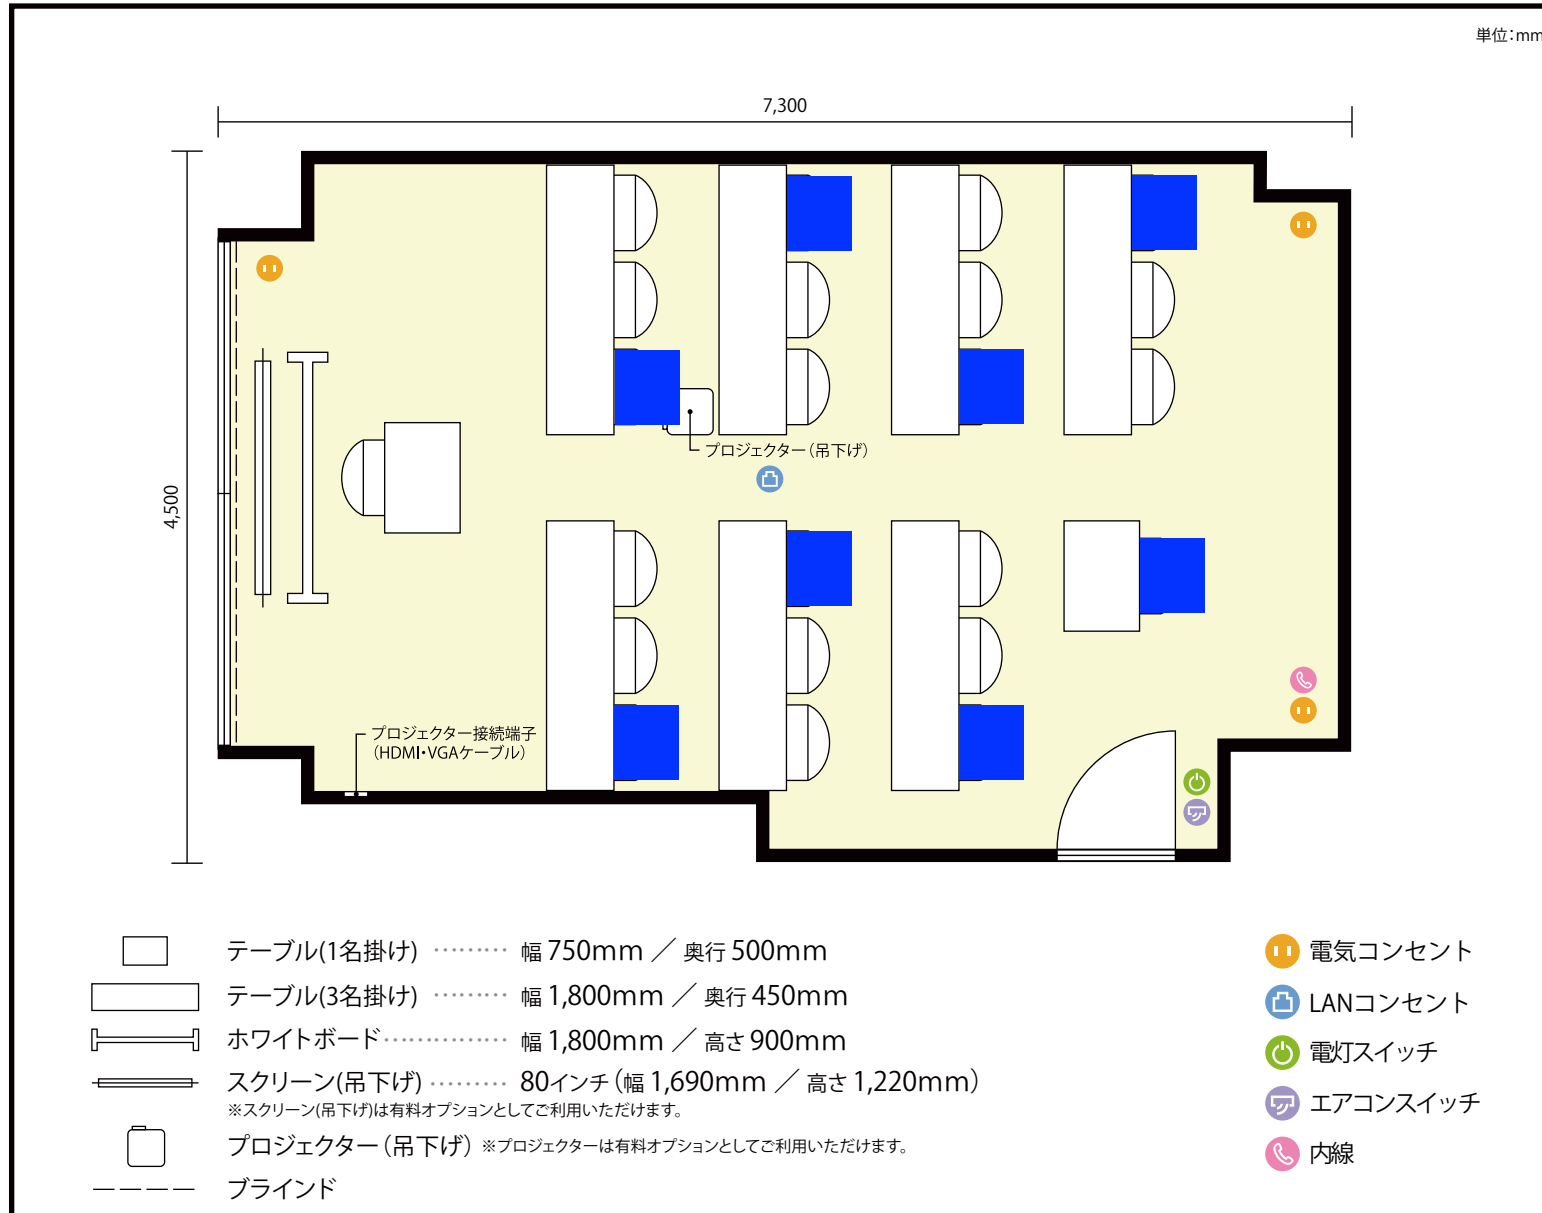 単位：mm
7,300
4,500
プロジェクター（吊下げ）
プロジェクター接続端子
（HDMI・VGAケーブル）
テーブル(1名掛け) ········· 幅 750mm ／ 奥行 500mm
テーブル(3名掛け) ········· 幅 1,800mm ／ 奥行 450mm
ホワイトボード ··············· 幅 1,800mm ／ 高さ 900mm
スクリーン(吊下げ) ········· 80インチ（幅 1,690mm ／ 高さ 1,220mm）
※スクリーン(吊下げ)は有料オプションとしてご利用いただけます。
プロジェクター（吊下げ） ※プロジェクターは有料オプションとしてご利用いただけます。
ブラインド
電気コンセント
LANコンセント
電灯スイッチ
エアコンスイッチ
内線